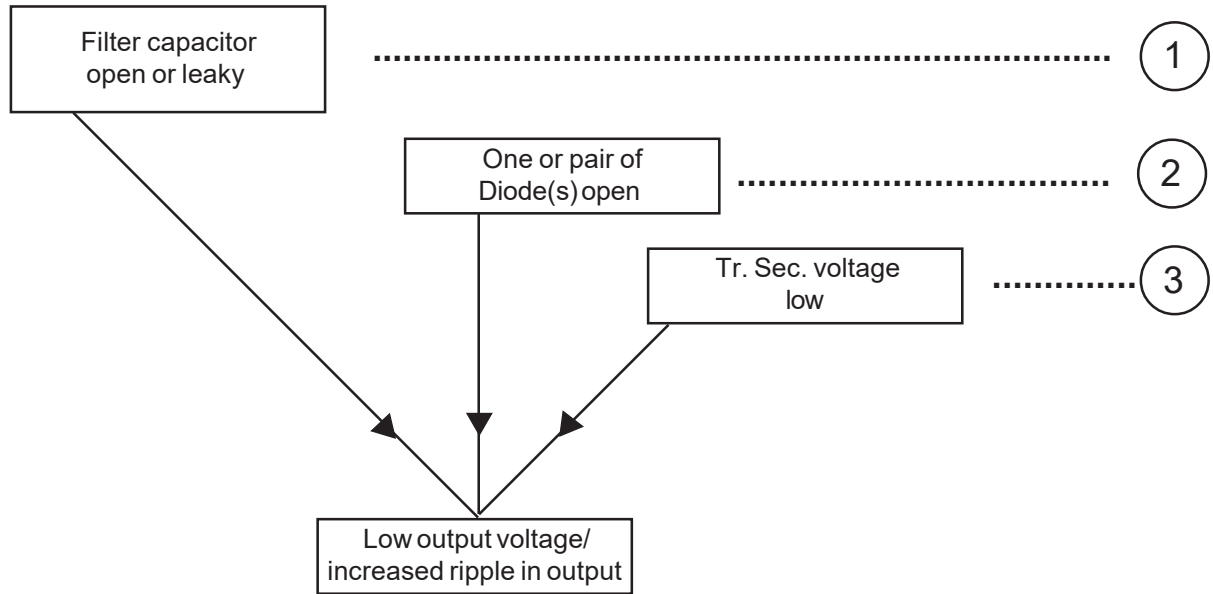 Filter capacitor
open or leaky
1
One or pair of
Diode(s) open
2
Tr. Sec. voltage
low
3
Low output voltage/
increased ripple in output